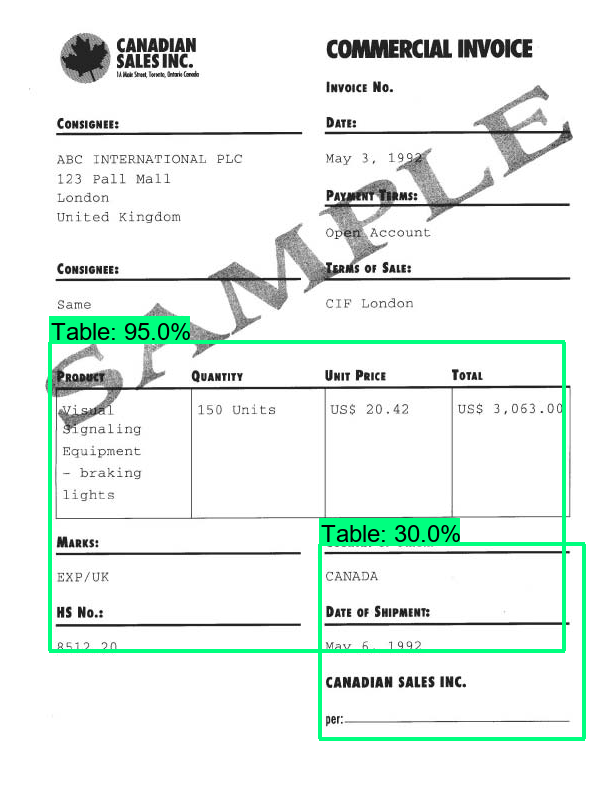 CANADIAN
SALES INC.
1A Main Street, Toronto, Ontario Canada
COMMERCIAL INVOICE
INVOICE NO.
CONSIGNEE:
DATE:
ABC INTERNATIONAL PLC
123 Pall Mall
London
United Kingdom
May 3, 1992
PAYMENT TERMS:
Open Account
CONSIGNEE:
TERMS OF SALE:
Same
CIF London
SAMPLE
Table: 95.0%
PRODUCT QUANTITY UNIT PRICE TOTAL
Visual 150 Units US$ 20.42 US$ 3,063.00
Signaling
Equipment
- braking
lights
Table: 30.0%
MARKS:
EXP/UK
CANADA
HS NO.:
DATE OF SHIPMENT:
8512 20
May 6, 1992
CANADIAN SALES INC.
per: